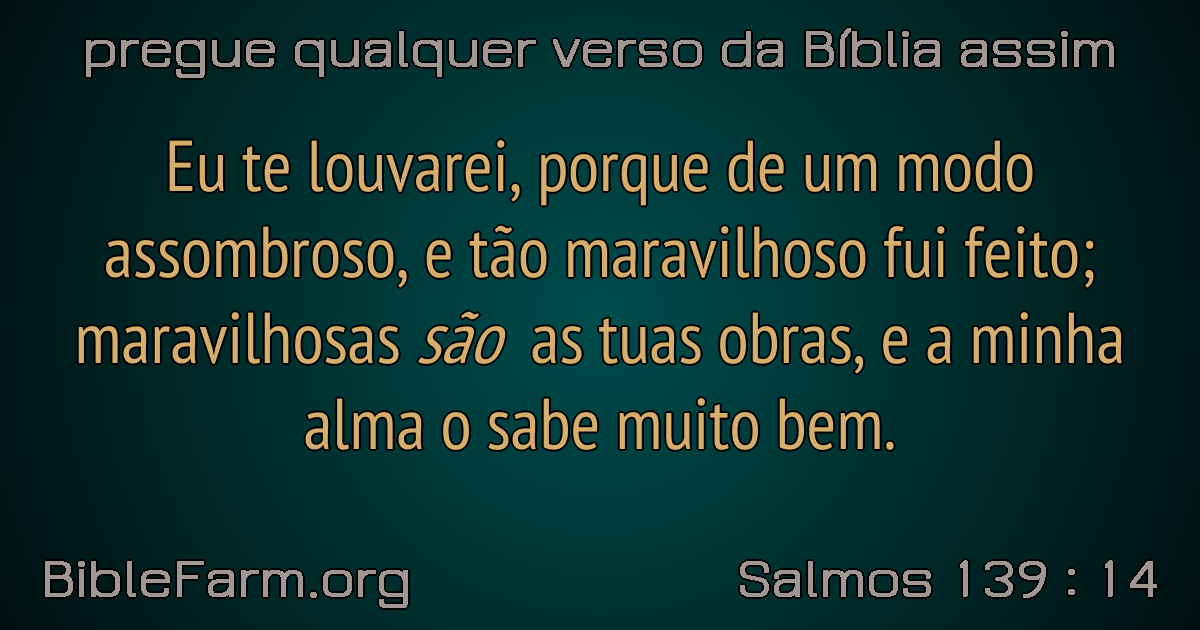 pregue qualquer verso da Bíblia assim
Eu te louvarei, porque de um modo
assombroso, e tão maravilhoso fui feito;
maravilhosas são as tuas obras, e a minha
alma o sabe muito bem.
BibleFarm.org
Salmos 139 : 14